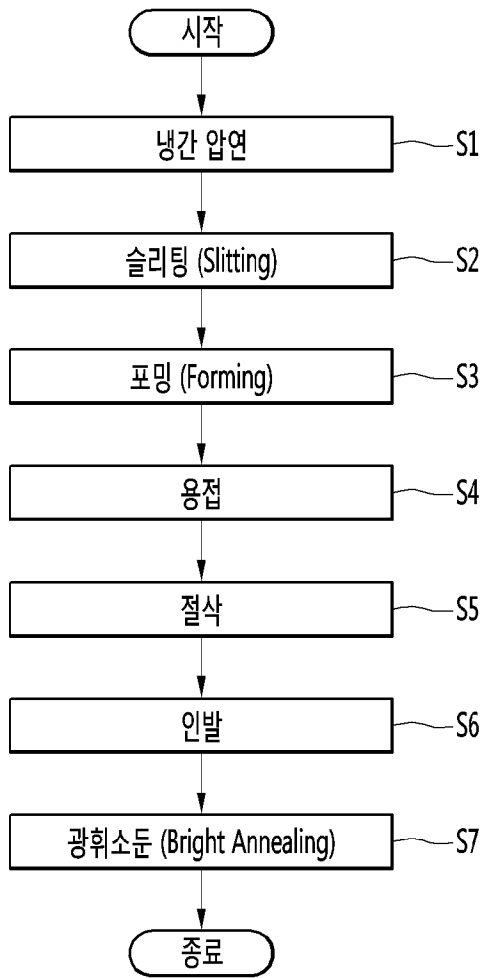 시작
냉간 압연
S1
슬리팅 (Slitting)
S2
포밍 (Forming)
S3
용접
S4
절삭
S5
인발
S6
광휘소둔 (Bright Annealing)
S7
종료